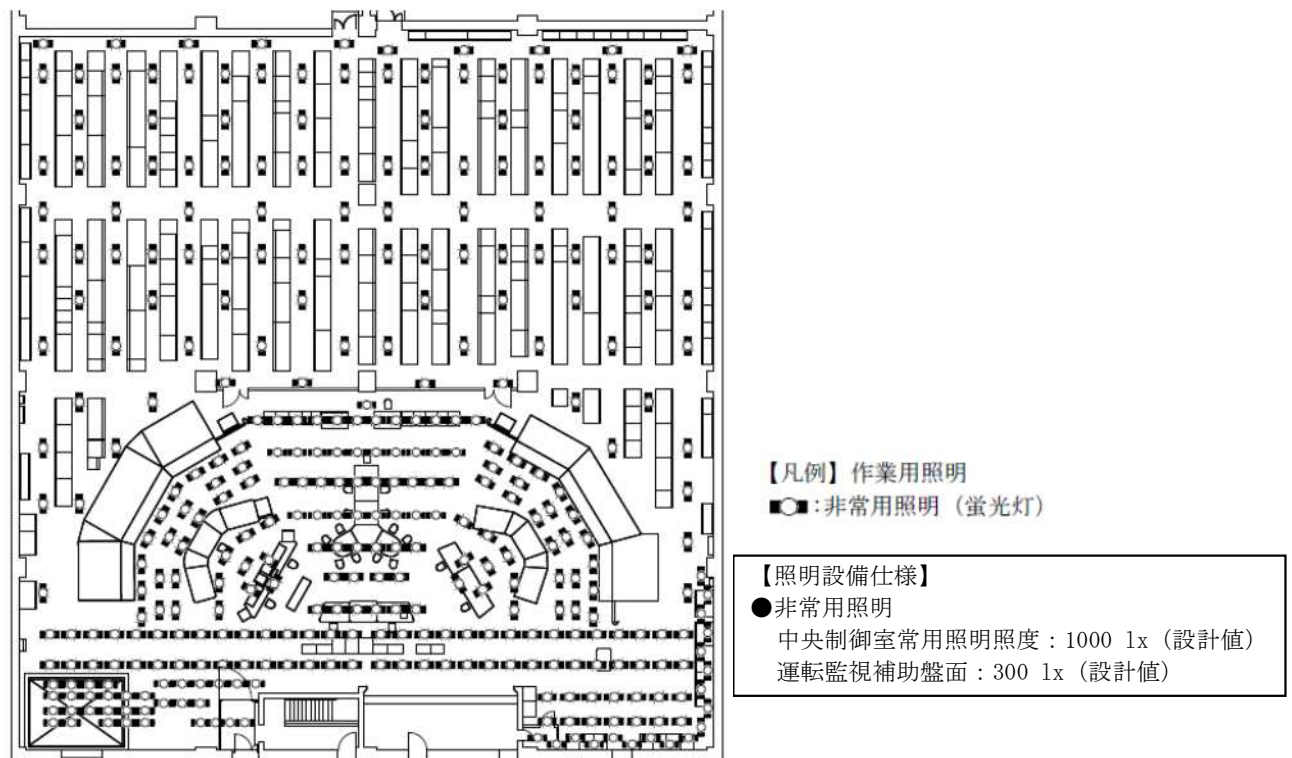 【凡例】作業用照明
:非常用照明（蛍光灯）
【照明設備仕様】
●非常用照明
中央制御室常用照明照度：1000 lx（設計値）
運転監視補助盤面：300 lx（設計値）